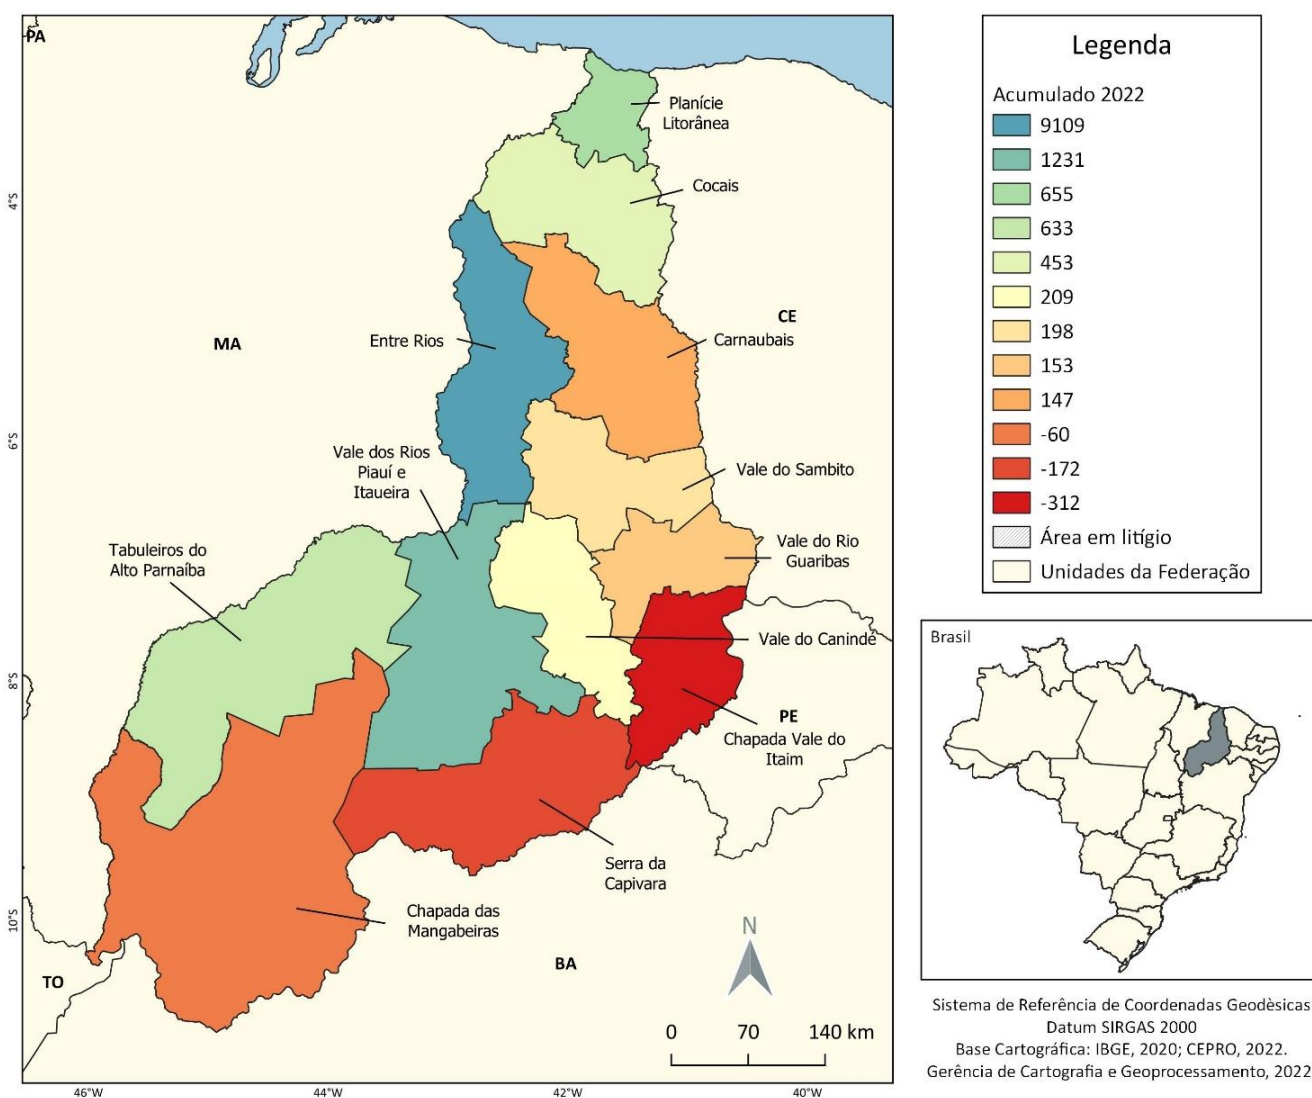 PA
Planície
Litorânea
Cocais
MA
CE
Entre Rios
Carnaubais
Vale dos Rios
Piauí e
Itaueira
Vale do Sambito
Tabuleiros do
Alto Parnaíba
Vale do Rio
Guaribas
Vale do Canindé
PE
Chapada Vale do
Itaim
Serra da
Capivara
Chapada das
Mangabeiras
TO
BA
N
0 70 140 km
4°S
6°S
8°S
10°S
46°W 44°W 42°W 40°W
Legenda
Acumulado 2022
9109
1231
655
633
453
209
198
153
147
-60
-172
-312
Área em litígio
Unidades da Federação
Brasil
Sistema de Referência de Coordenadas Geodèsicas
Datum SIRGAS 2000
Base Cartográfica: IBGE, 2020; CEPRO, 2022.
Gerência de Cartografia e Geoprocessamento, 2022